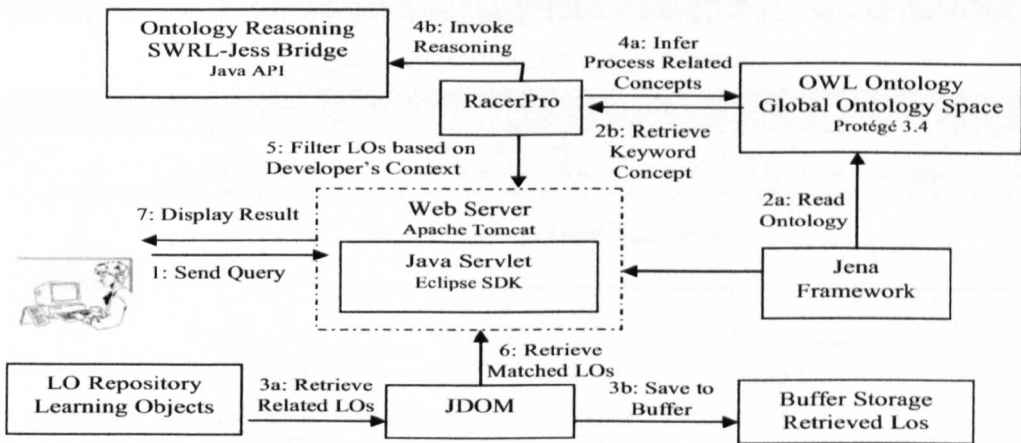 Ontology Reasoning
SWRL-Jess Bridge
Java API
4b: Invoke
Reasoning
4a: Infer
Process Related
Concepts
RacerPro
OWL Ontology
Global Ontology Space
Protégé 3.4
2b: Retrieve
Keyword
Concept
5: Filter LOs based on
Developer's Context
2a: Read
Ontology
7: Display Result
1: Send Query
Web Server
Apache Tomcat
Java Servlet
Eclipse SDK
Jena
Framework
6: Retrieve
Matched LOs
LO Repository
Learning Objects
3a: Retrieve
Related LOs
JDOM
3b: Save to
Buffer
Buffer Storage
Retrieved Los